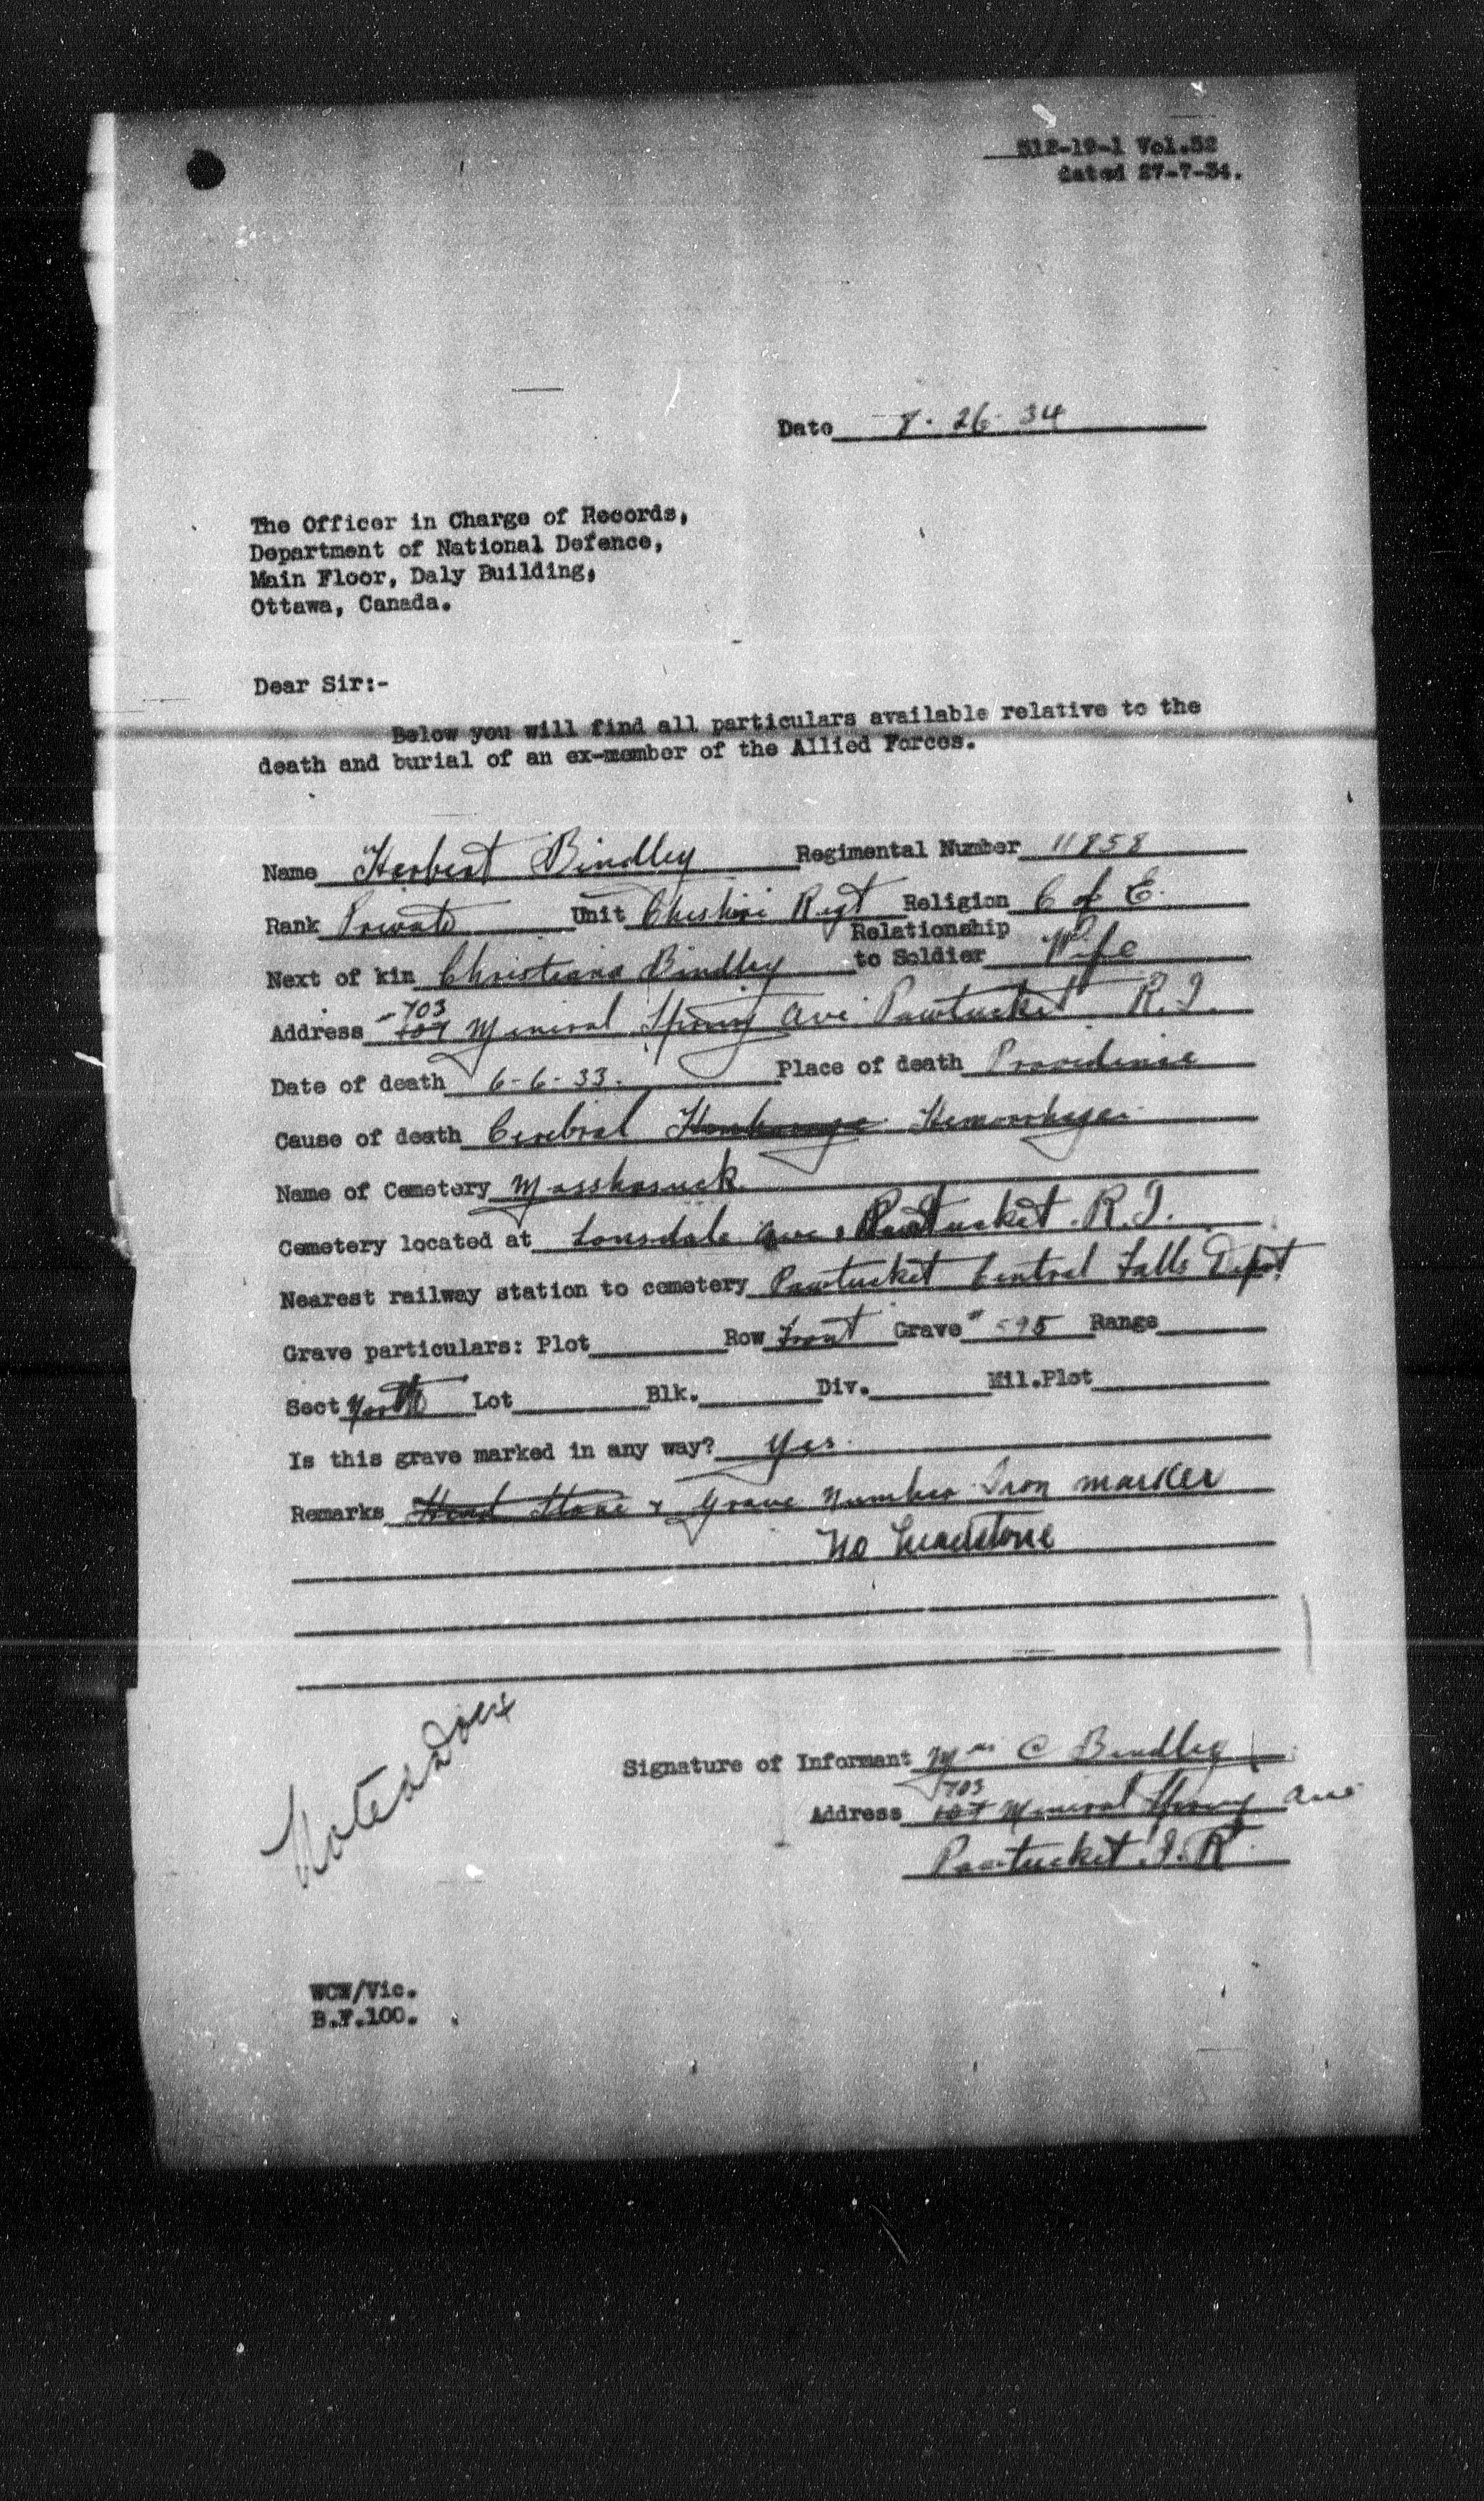 512-19-1 Vol.32
dated 27-7-34.
Date 8. 26 34
The Officer in Charge of Records,
Department of National Defence,
Main Floor, Daly Building,
Ottawa, Canada.
Dear Sir:-
Below you will find all particulars available relative to the
death and burial of an ex-member of the Allied Forces.
Name Herbert Bindley Regimental Number 11858
Rank Private Unit Cheshire Regt Religion C of E.
Next of kin Christiana Bindley Relationship to Soldier Wife
Address 703 Mineral Spring Ave. Pawtucket R.I.
Date of death 6-6-33. Place of death Providence
Cause of death Cerebral Hemorrhage
Name of Cemetery Mosshasuck
Cemetery located at Lonsdale Ave. Pawtucket. R.I.
Nearest railway station to cemetery Pawtucket Central Falls Depot
Grave particulars: Plot Row Front Grave # 595 Range
Sect North Lot Blk. Div. Mil.Plot
Is this grave marked in any way? Yes.
Remarks Head Stone & Grave Number Iron marker
No headstone
Signature of Informant Mrs C Bindley
703
Address Mineral Spring Ave
Pawtucket. I. R.
WCW/Vic.
B.F.100.